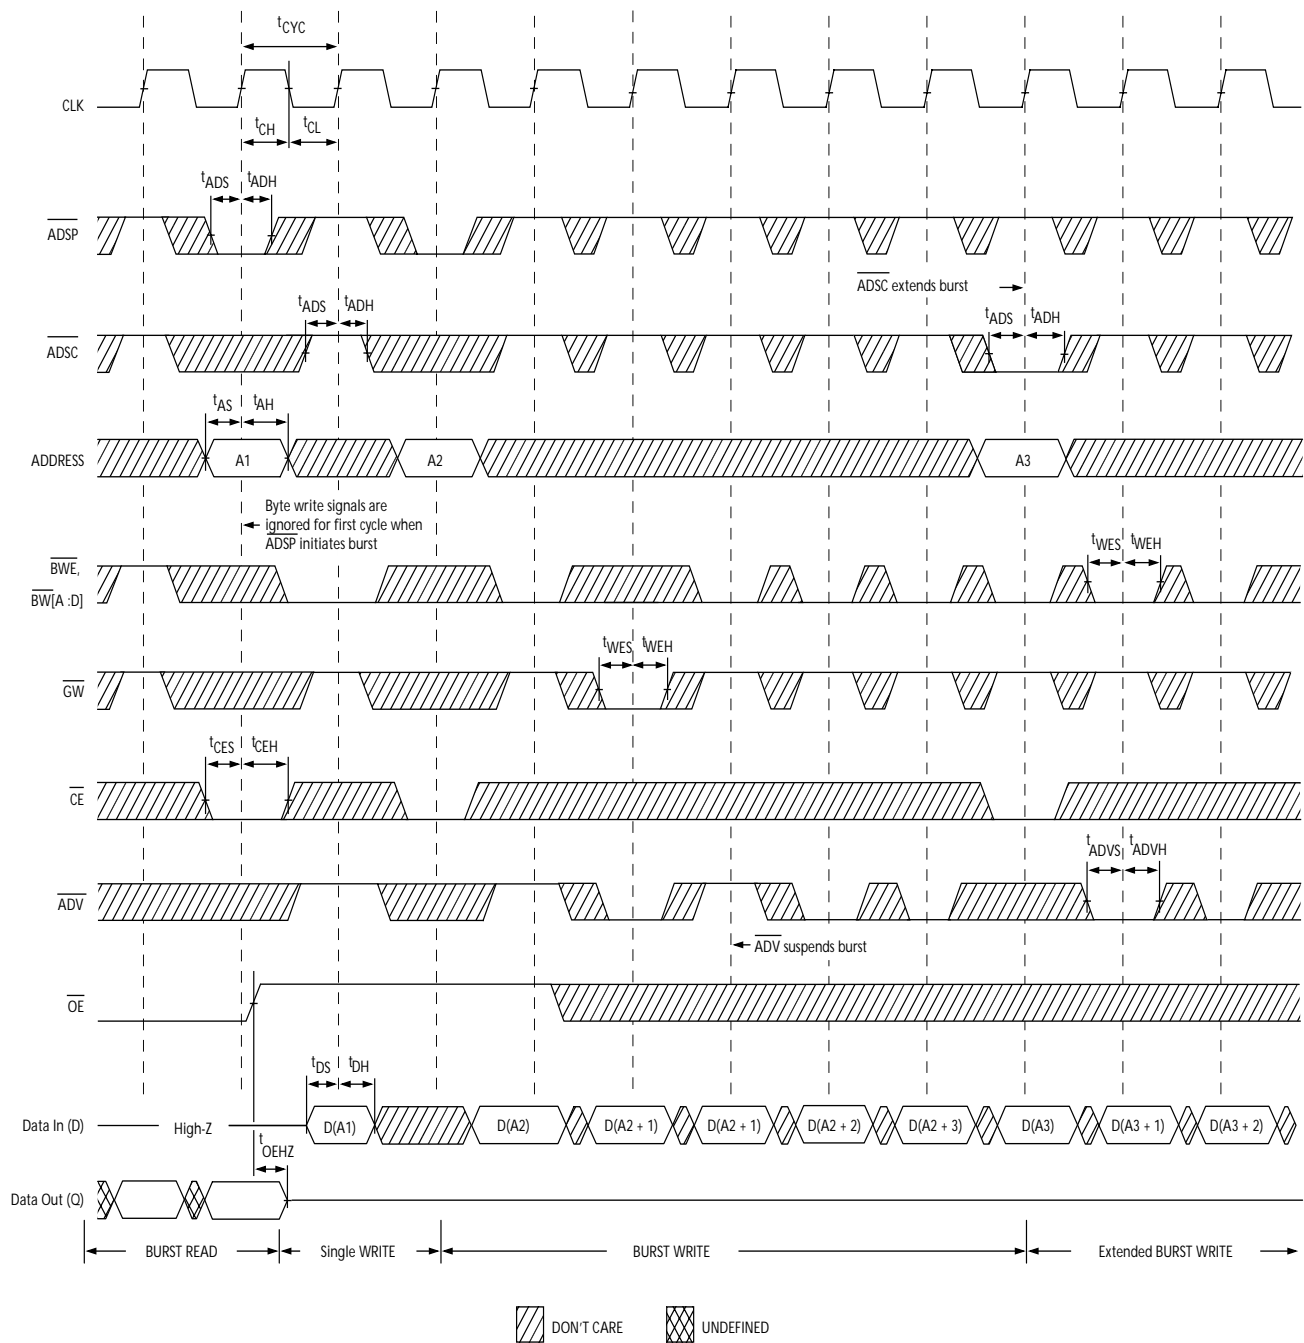 tCYC
CLK
tCH
tCL
tADS
tADH
ADSP
ADSC extends burst
tADS
tADH
tADS
tADH
ADSC
tAS
tAH
ADDRESS
A1
A2
A3
Byte write signals are
ignored for first cycle when
ADSP initiates burst
BWE,
BW[A :D]
tWES
tWEH
tWES
tWEH
GW
tCES
tCEH
CE
tADVS
tADVH
ADV
ADV suspends burst
OE
tDS
tDH
Data In (D)
High-Z
D(A1)
D(A2)
D(A2 + 1)
D(A2 + 1)
D(A2 + 2)
D(A2 + 3)
D(A3)
D(A3 + 1)
D(A3 + 2)
tOEHZ
Data Out (Q)
BURST READ
Single WRITE
BURST WRITE
Extended BURST WRITE
DON'T CARE
UNDEFINED